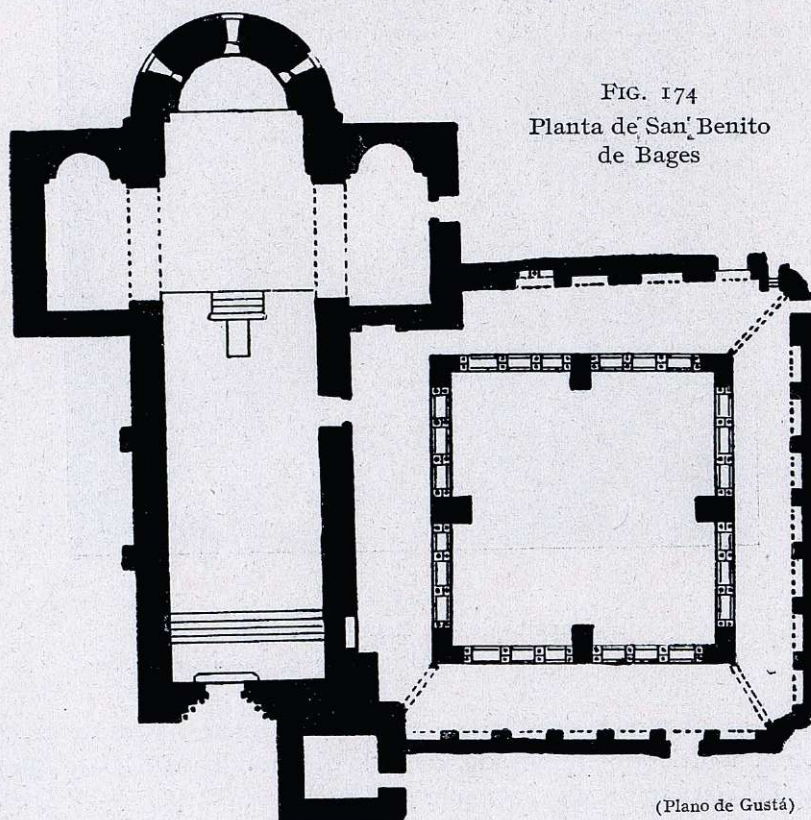 FIG. 174
Planta de San Benito
de Bages
(Plano de Gustá)